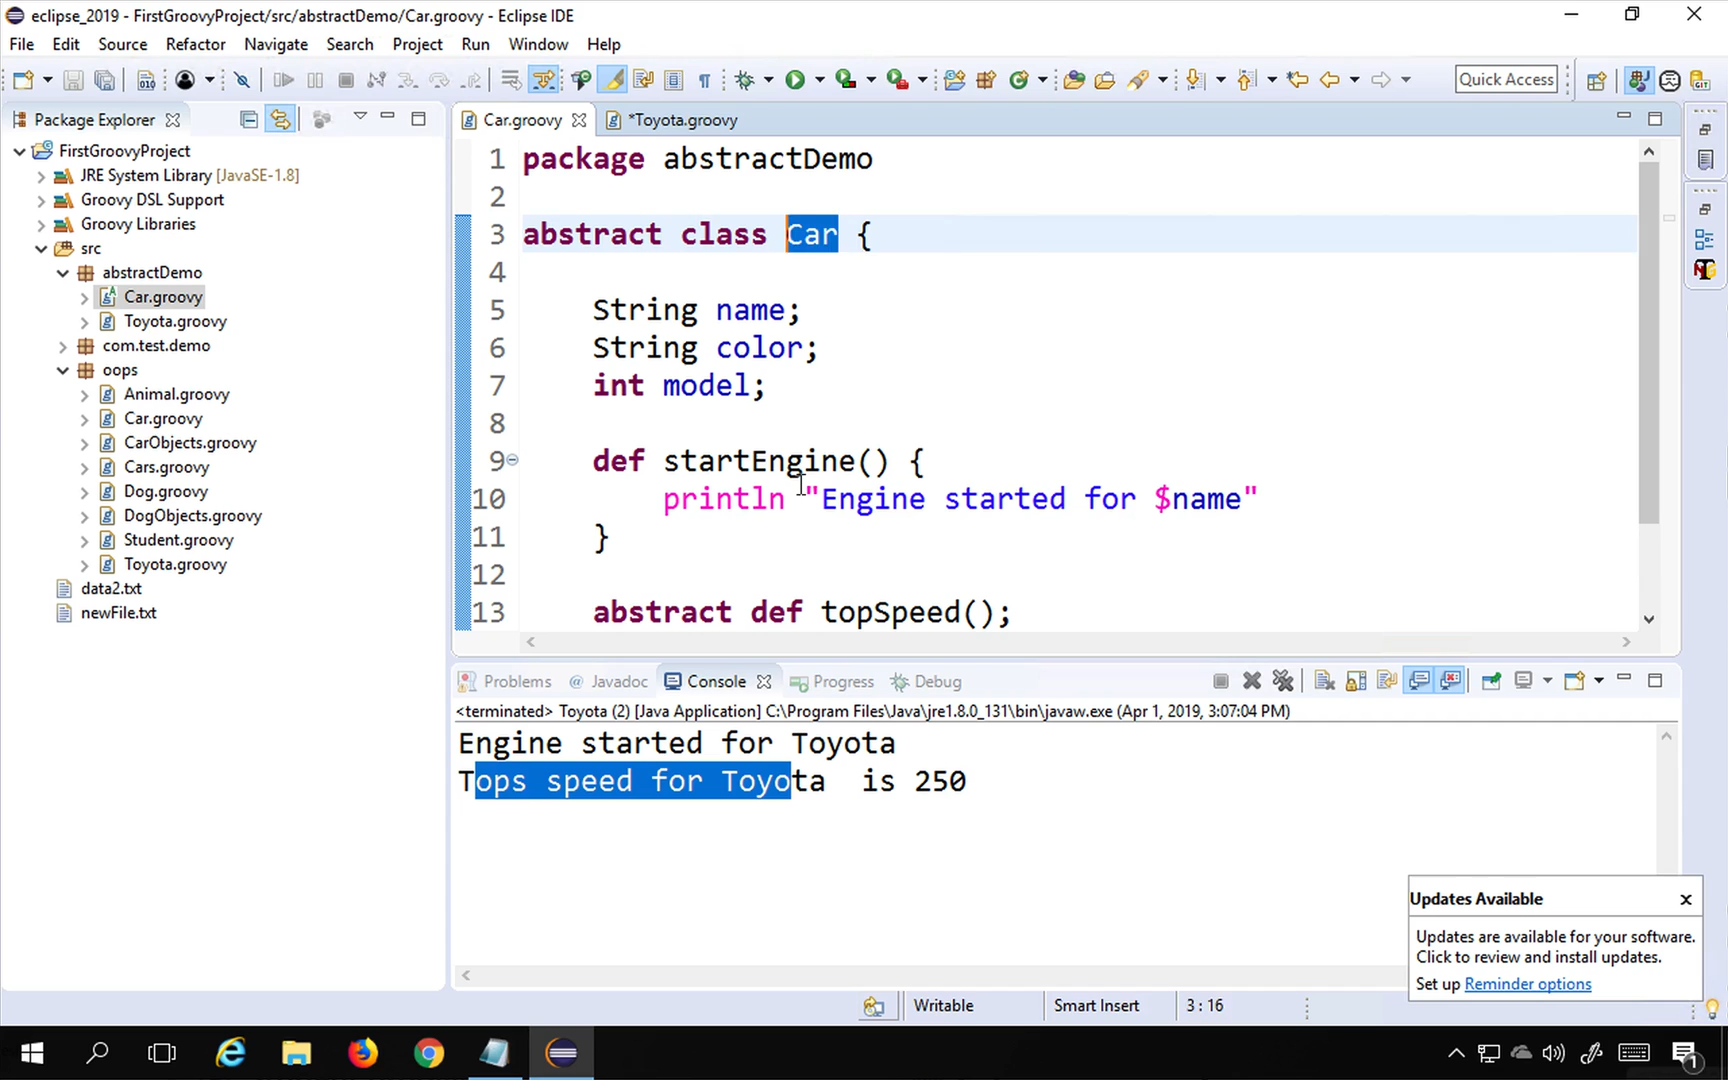 eclipse_2019 - FirstGroovyProject/src/abstractDemo/Car.groovy - Eclipse IDE
File Edit Source Refactor Navigate Search Project Run Window Help
Quick Access
Package Explorer
Car.groovy *Toyota.groovy
FirstGroovyProject
JRE System Library [JavaSE-1.8]
Groovy DSL Support
Groovy Libraries
src
abstractDemo
Car.groovy
Toyota.groovy
com.test.demo
oops
Animal.groovy
Car.groovy
CarObjects.groovy
Cars.groovy
Dog.groovy
DogObjects.groovy
Student.groovy
Toyota.groovy
data2.txt
newFile.txt
1 package abstractDemo
2
3 abstract class Car {
4
5 String name;
6 String color;
7 int model;
8
9 def startEngine() {
10 println "Engine started for $name"
11 }
12
13 abstract def topSpeed();
Problems @ Javadoc Console Progress Debug
<terminated> Toyota (2) [Java Application] C:\Program Files\Java\jre1.8.0_131\bin\javaw.exe (Apr 1, 2019, 3:07:04 PM)
Engine started for Toyota
Tops speed for Toyota  is 250
Updates Available
Updates are available for your software.
Click to review and install updates.
Set up Reminder options
Writable Smart Insert 3 : 16
1